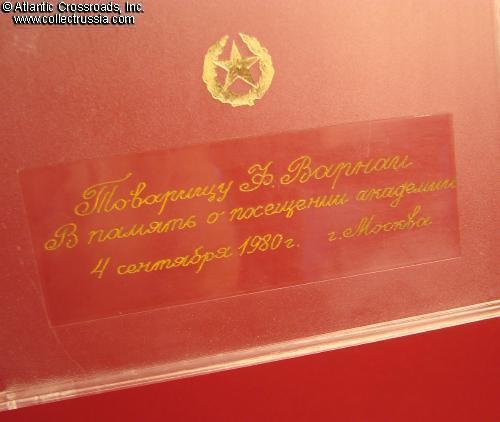 © Atlantic Crossroads, Inc.
www.collectrussia.com
Товарищу Ф. Варнаи
В память о посещении академии
4 сентября 1980 г. г. Москва